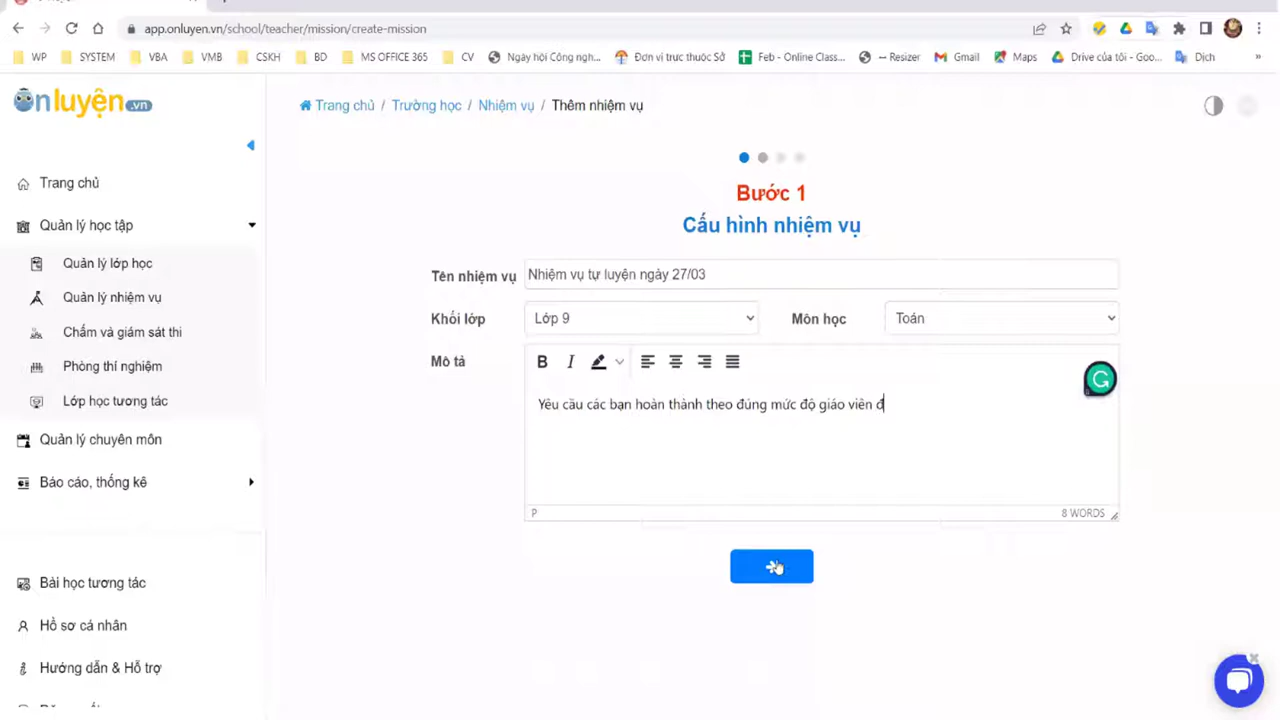 app.onluyen.vn/school/teacher/mission/create-mission
WP SYSTEM VBA VMB CSKH BD MS OFFICE 365 CV Ngày hội Công ngh... Đơn vị trưc thuộc Sở Feb - Online Class... -- Resizer Gmail Maps Drive của tôi - Goo... Dịch »
Ôn luyện .vn
Trang chủ / Trường học / Nhiệm vụ / Thêm nhiệm vụ
Bước 1
Cấu hình nhiệm vụ
Trang chủ
Quản lý học tập
Quản lý lớp học
Quản lý nhiệm vụ
Chấm và giám sát thi
Phòng thí nghiệm
Lớp học tương tác
Quản lý chuyên môn
Báo cáo, thống kê
Bài học tương tác
Hồ sơ cá nhân
Hướng dẫn & Hỗ trợ
Tên nhiệm vụ Nhiệm vụ tự luyện ngày 27/03
Khối lớp Lớp 9 Môn học Toán
Mô tả B I
Yêu cầu các bạn hoàn thành theo đúng mức độ giáo viên đ
P 8 WORDS